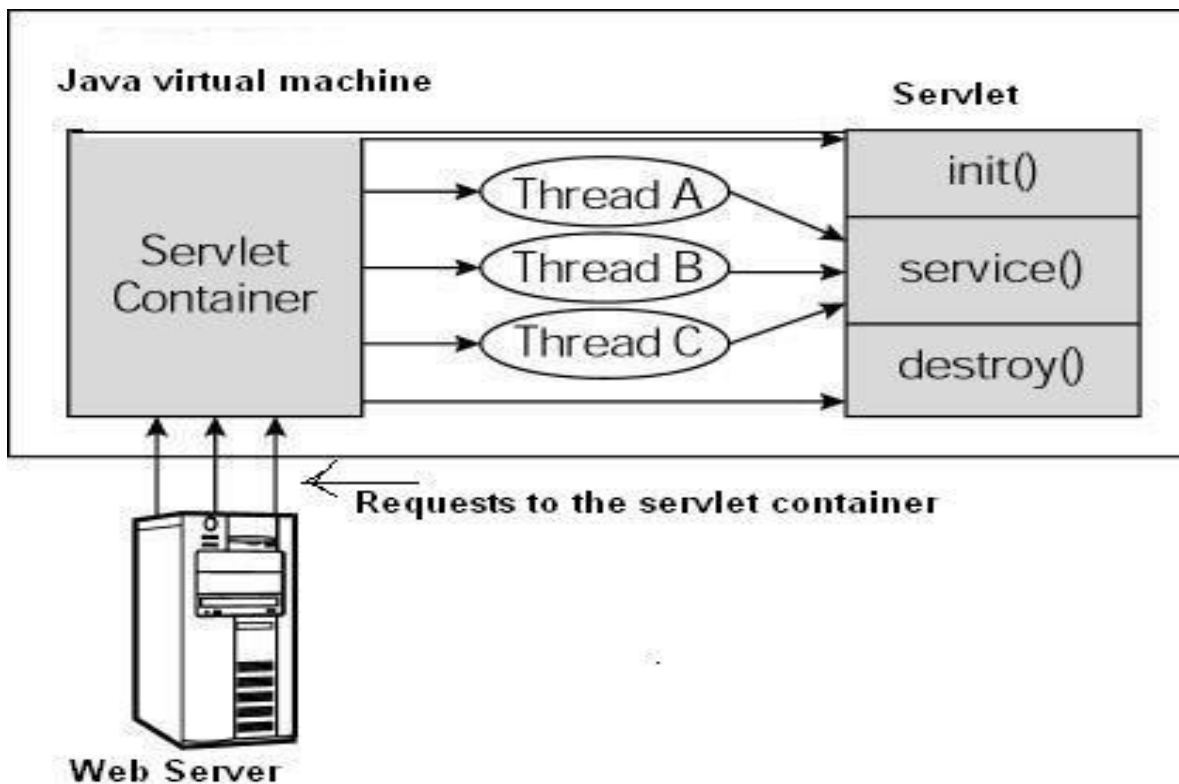 Java virtual machine
Servlet
Servlet
Container
Thread A
Thread B
Thread C
init()
service()
destroy()
Requests to the servlet container
Web Server